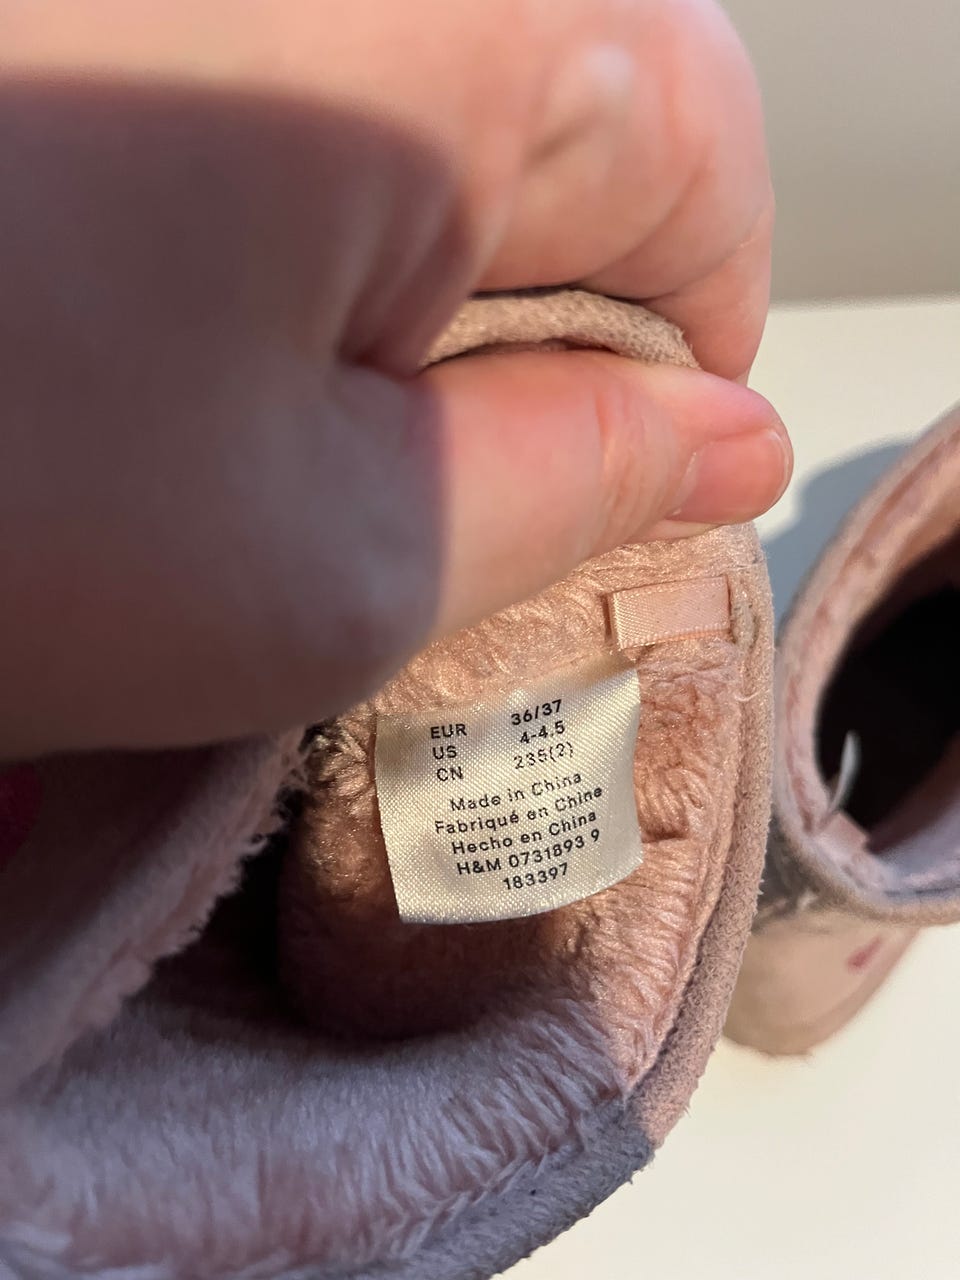 EUR 36/37
US 4-4.5
CN 235(2)
Made in China
Fabriqué en Chine
Hecho en China
H&M 0731893 9
183397